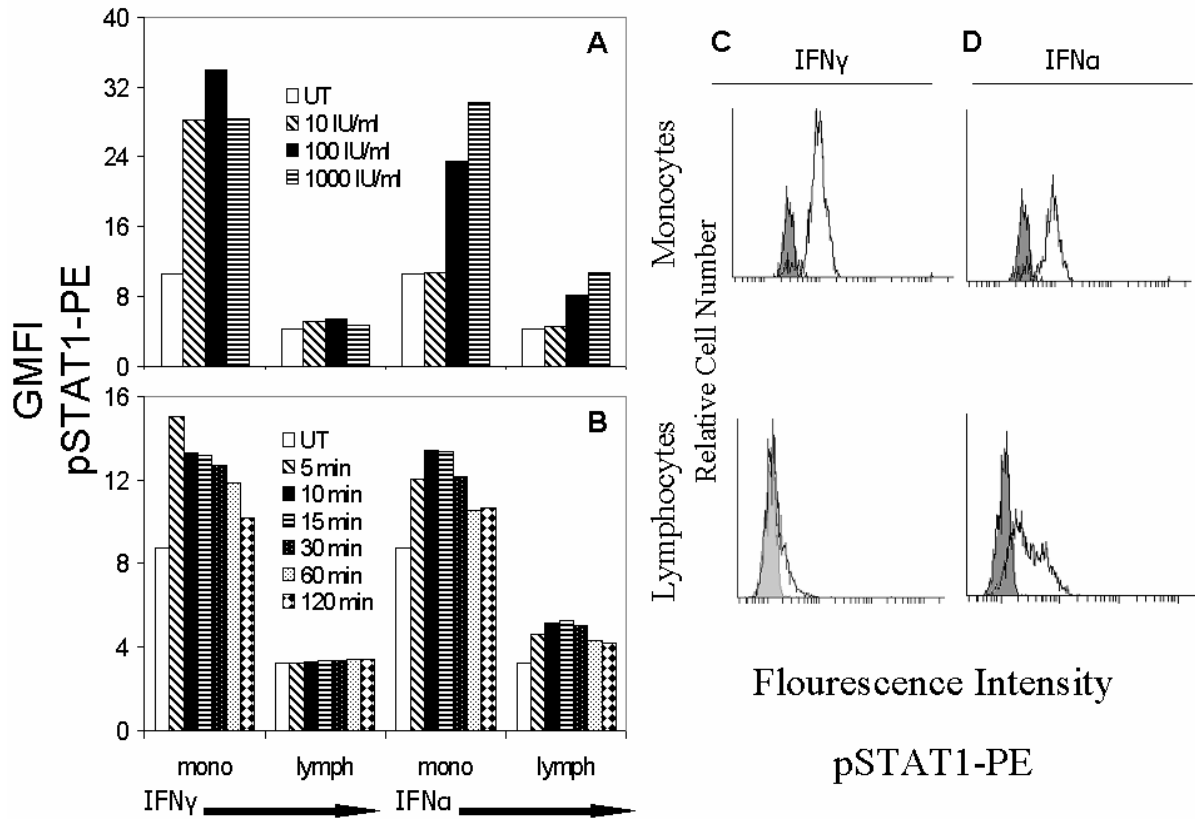 GMFI
pSTAT1-PE
40
32
24
16
8
0
A
UT
10 IU/ml
100 IU/ml
1000 IU/ml
16
12
8
4
0
B
UT
5 min
10 min
15 min
30 min
60 min
120 min
mono
lymph
mono
lymph
IFNγ
IFNα
C
IFNγ
D
IFNα
Monocytes
Lymphocytes
Relative Cell Number
Flourescence Intensity
pSTAT1-PE